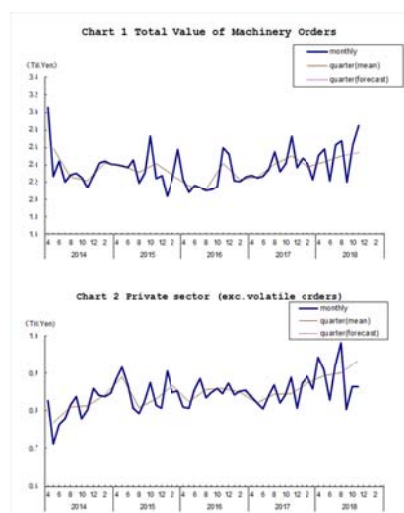 Chart 1 Total Value of Machinery Orders
monthly
quarter(mean)
quarter(forecast)
(Tril.Yen)
3.4
2.4
4 6 8 10 12 2 4 6 8 10 12 2 4 6 8 10 12 2 4 6 8 10 12 2 4 6 8 10 12 2
2014 2015 2016 2017 2018
Chart 2 Private sector (exc.volatile orders)
monthly
quarter(mean)
quarter(forecast)
(Tril.Yen)
4 6 8 10 12 2 4 6 8 10 12 2 4 6 8 10 12 2 4 6 8 10 12 2 4 6 8 10 12 2
2014 2015 2016 2017 2018